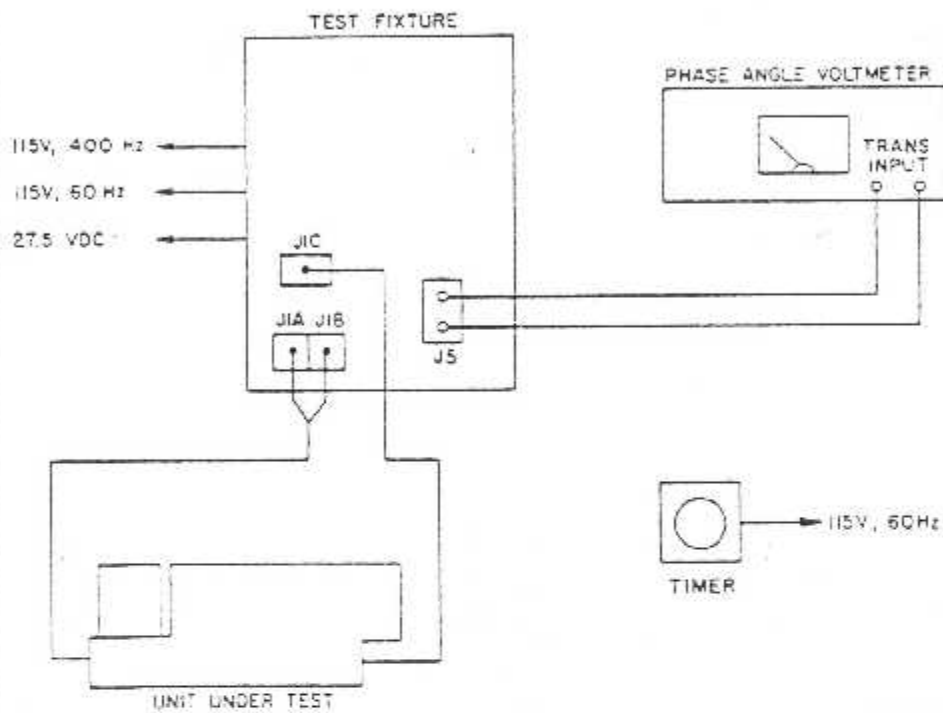 TEST FIXTURE
PHASE ANGLE VOLTMETER
115V, 400 Hz
TRANS
INPUT
115V, 60 Hz
27.5 VDC
J1C
J1A J1B
J5
115V, 60Hz
TIMER
UNIT UNDER TEST